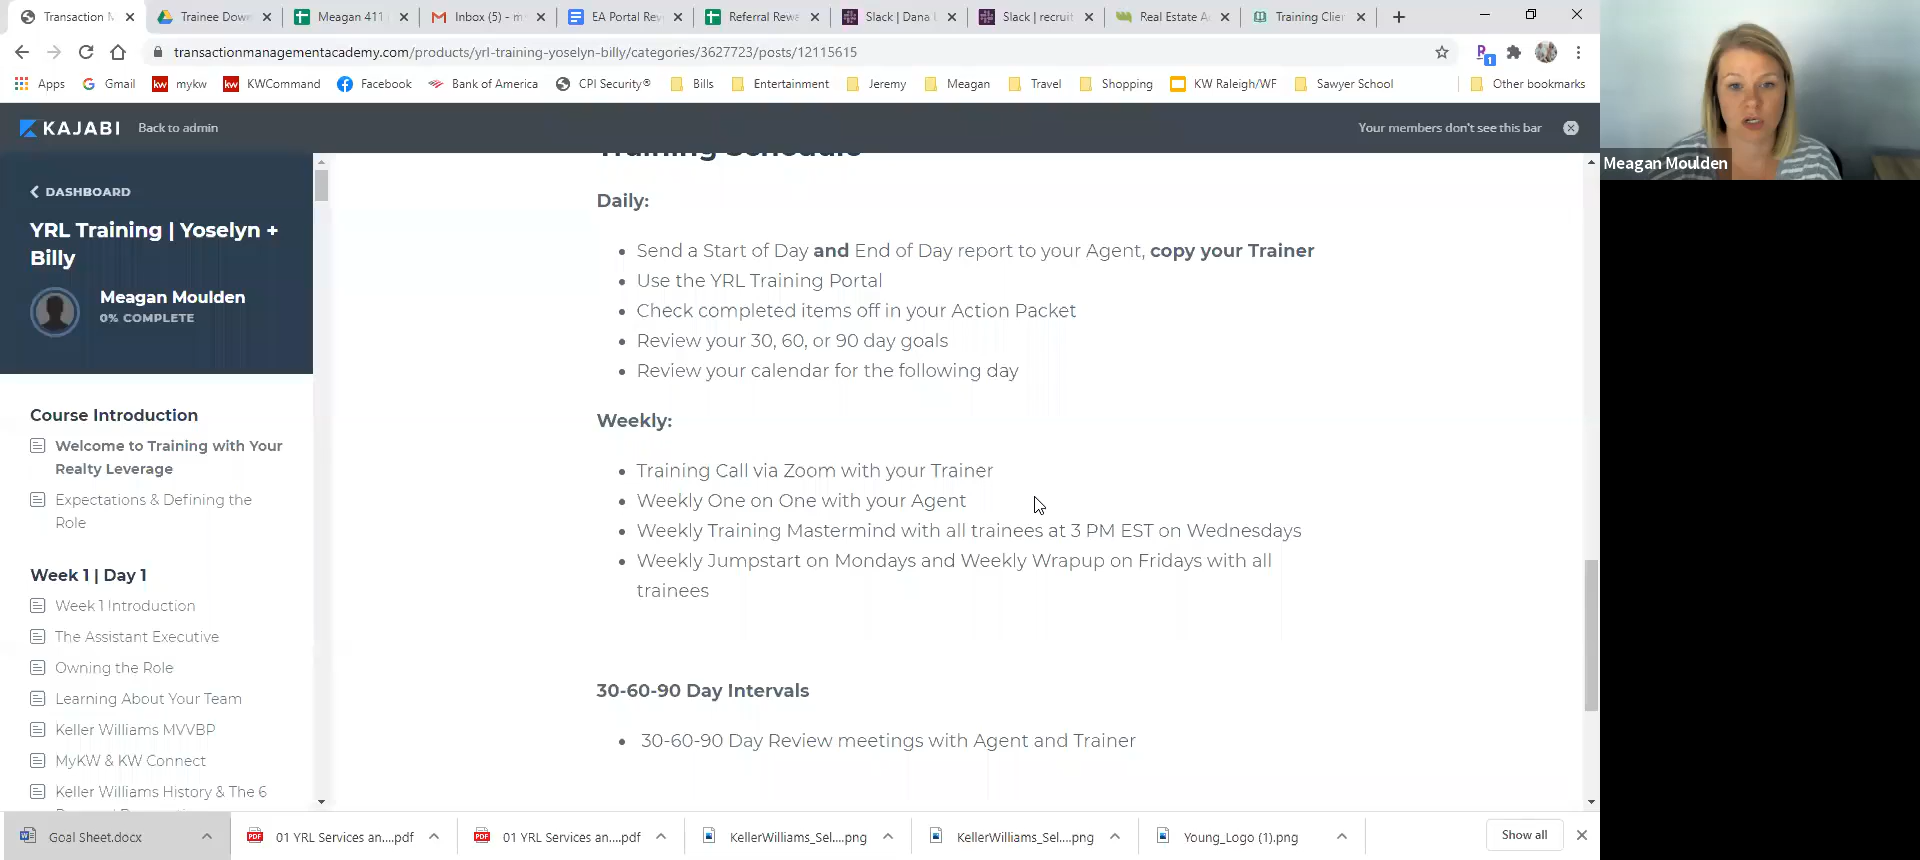 Transaction M
Trainee Down
Meagan 411
Inbox (5) - m
EA Portal Rev
Referral Rewa
Slack | Dana
Slack | recruit
Real Estate A
Training Clie
transactionmanagementacademy.com/products/yrl-training-yoselyn-billy/categories/3627723/posts/12115615
1
Apps
Gmail
kw mykw
kw KWCommand
Facebook
Bank of America
CPI Security®
Bills
Entertainment
Jeremy
Meagan
Travel
Shopping
KW Raleigh/WF
Sawyer School
Other bookmarks
KAJABI
Back to admin
Your members don't see this bar
DASHBOARD
YRL Training | Yoselyn +
Billy
Meagan Moulden
0% COMPLETE
Course Introduction
Welcome to Training with Your
Realty Leverage
Expectations & Defining the
Role
Week 1 | Day 1
Week 1 Introduction
The Assistant Executive
Owning the Role
Learning About Your Team
Keller Williams MVVBP
MyKW & KW Connect
Keller Williams History & The 6
Training Schedule
Daily:
Send a Start of Day and End of Day report to your Agent, copy your Trainer
Use the YRL Training Portal
Check completed items off in your Action Packet
Review your 30, 60, or 90 day goals
Review your calendar for the following day
Weekly:
Training Call via Zoom with your Trainer
Weekly One on One with your Agent
Weekly Training Mastermind with all trainees at 3 PM EST on Wednesdays
Weekly Jumpstart on Mondays and Weekly Wrapup on Fridays with all
trainees
30-60-90 Day Intervals
30-60-90 Day Review meetings with Agent and Trainer
Meagan Moulden
Goal Sheet.docx
PDF 01 YRL Services an....pdf
PDF 01 YRL Services an....pdf
KellerWilliams_Sel....png
KellerWilliams_Sel....png
Young_Logo (1).png
Show all